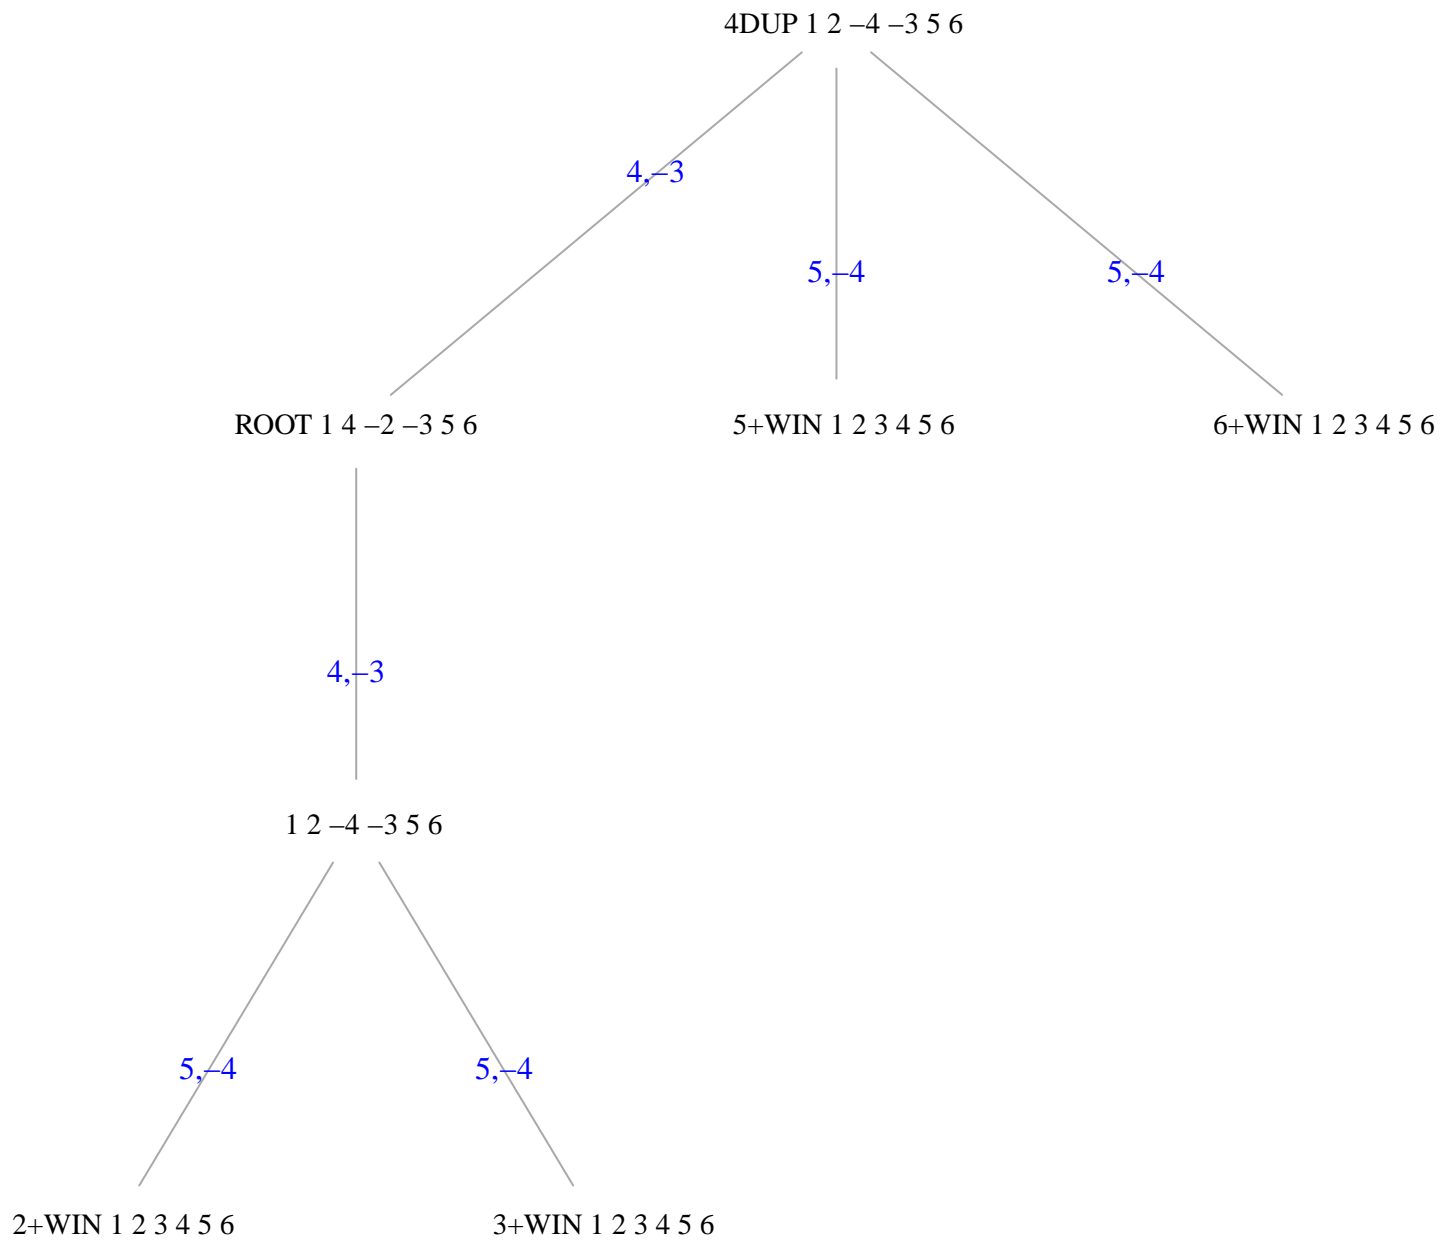 4DUP 1 2 –4 –3 5 6
4,–3
5,–4
5,–4
ROOT 1 4 –2 –3 5 6
5+WIN 1 2 3 4 5 6
6+WIN 1 2 3 4 5 6
4,–3
1 2 –4 –3 5 6
5,–4
5,–4
2+WIN 1 2 3 4 5 6
3+WIN 1 2 3 4 5 6